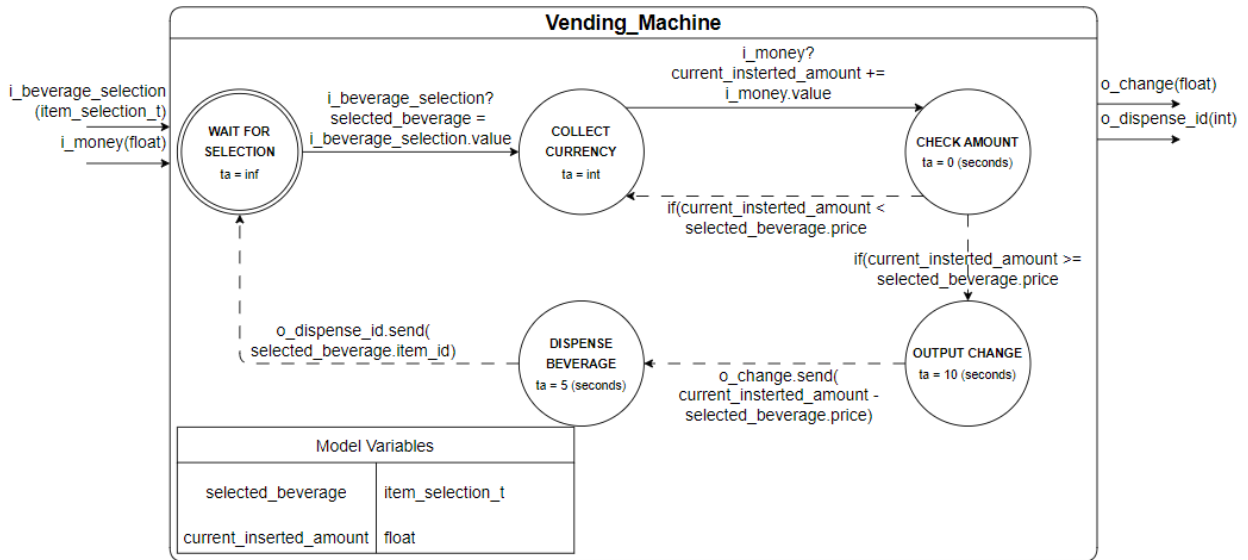 Vending_Machine
i_beverage_selection
(item_selection_t)
i_money(float)
WAIT FOR
SELECTION
ta = inf
i_beverage_selection?
selected_beverage =
i_beverage_selection.value
COLLECT
CURRENCY
ta = int
i_money?
current_insterted_amount +=
i_money.value
CHECK AMOUNT
ta = 0 (seconds)
o_change(float)
o_dispense_id(int)
if(current_insterted_amount <
selected_beverage.price
if(current_insterted_amount >=
selected_beverage.price
OUTPUT CHANGE
ta = 10 (seconds)
o_change.send(
current_insterted_amount -
selected_beverage.price)
DISPENSE
BEVERAGE
ta = 5 (seconds)
o_dispense_id.send(
selected_beverage.item_id)
Model Variables
selected_beverage item_selection_t
current_inserted_amount float